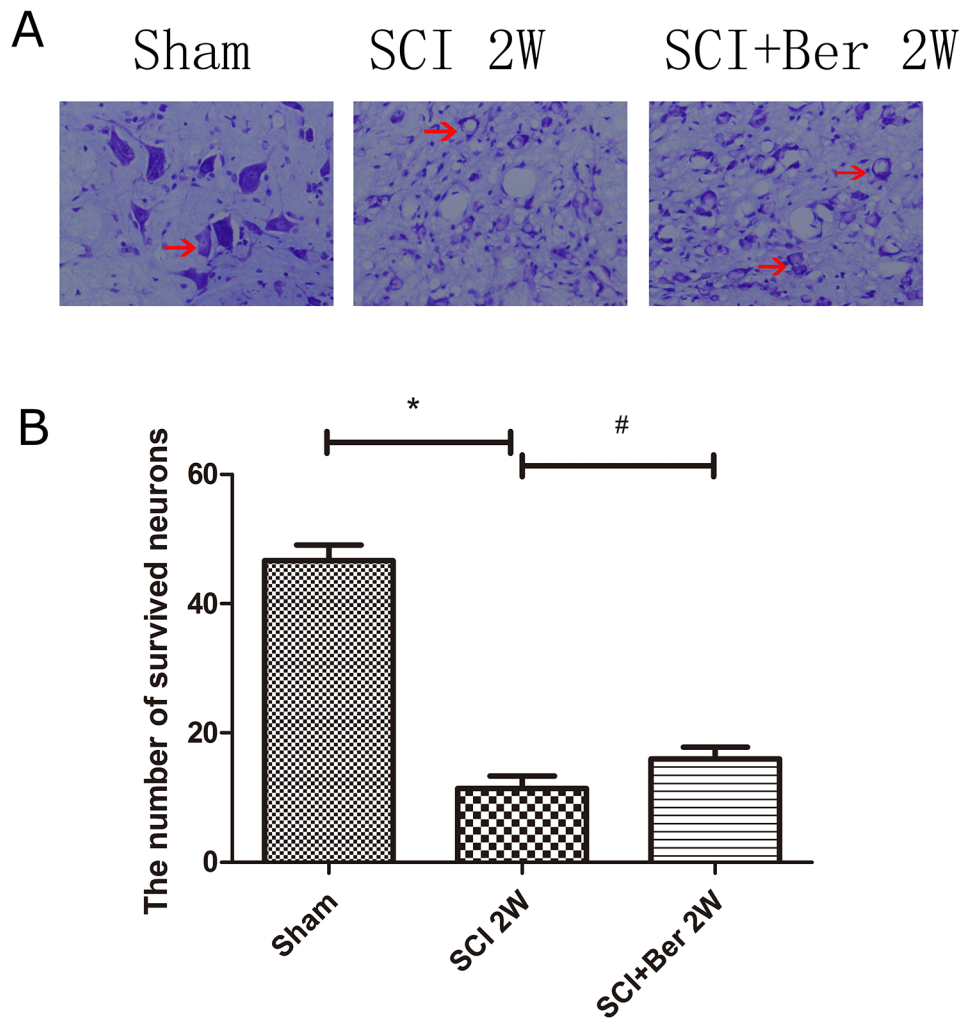 A
Sham
SCI 2W
SCI+Ber 2W
B
*
#
The number of survived neurons
60
40
20
0
Sham
SCI 2W
SCI+Ber 2W